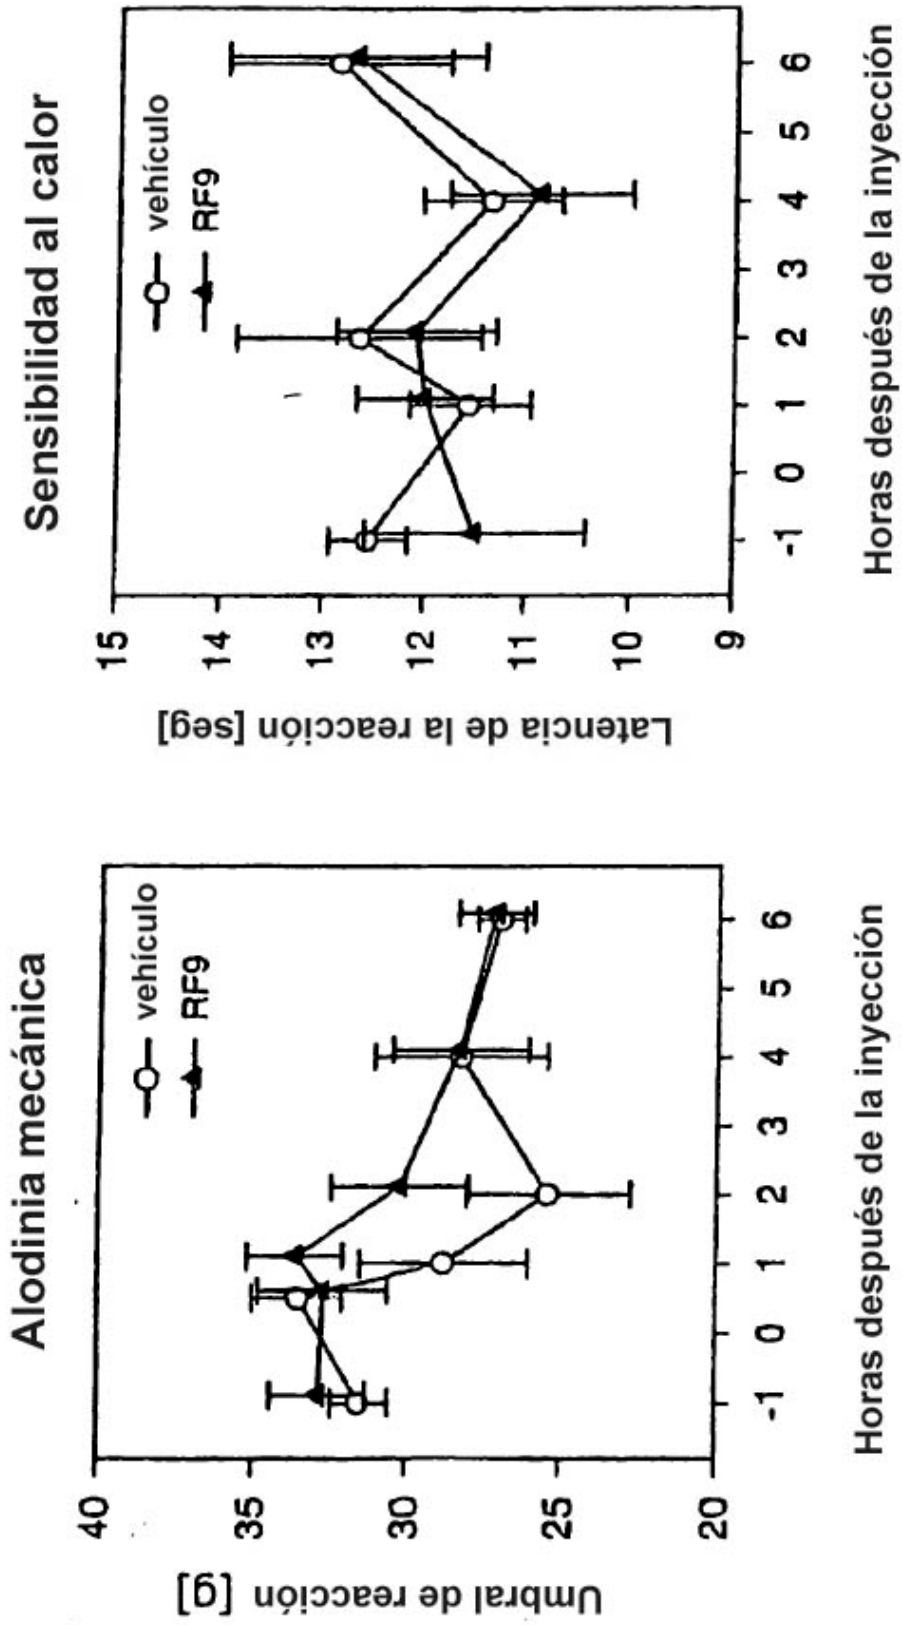 Alodinia mecánica
vehículo
RF9
40
35
30
25
20
Umbral de reacción [g]
-1 0 1 2 3 4 5 6
Horas después de la inyección
Sensibilidad al calor
vehículo
RF9
15
14
13
12
11
10
9
Latencia de la reacción [seg]
-1 0 1 2 3 4 5 6
Horas después de la inyección